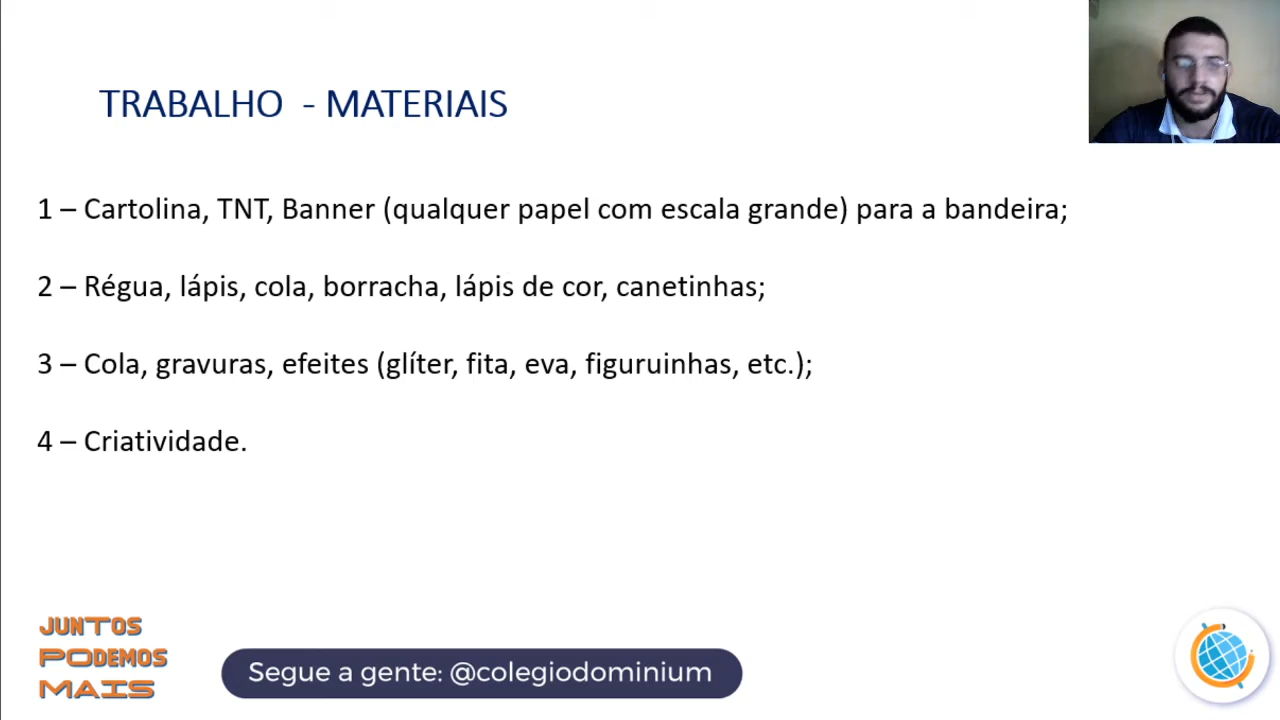 TRABALHO - MATERIAIS
1 – Cartolina, TNT, Banner (qualquer papel com escala grande) para a bandeira;
2 – Régua, lápis, cola, borracha, lápis de cor, canetinhas;
3 – Cola, gravuras, efeites (glíter, fita, eva, figuruinhas, etc.);
4 – Criatividade.
JUNTOS
PODEMOS
MAIS
Segue a gente: @colegiodominium